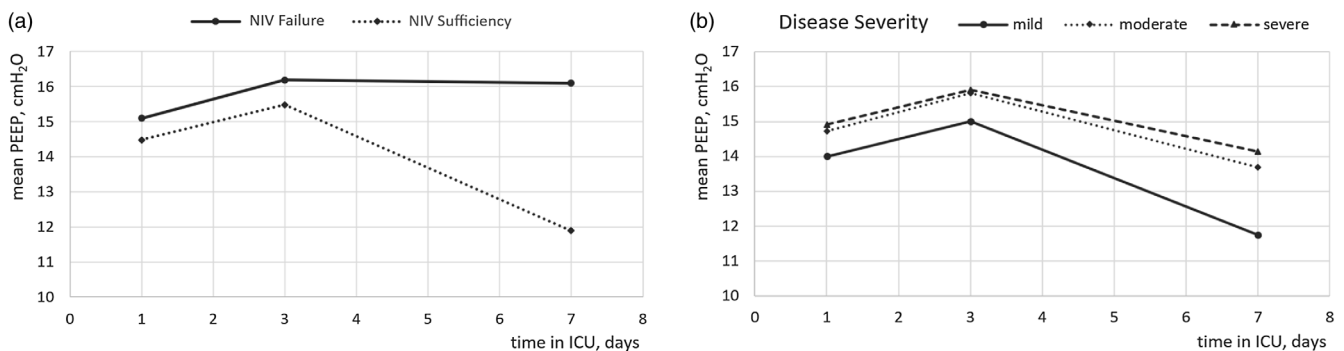 (a)
NIV Failure
NIV Sufficiency
mean PEEP, cmH₂O
17
16
15
14
13
12
11
10
0 1 2 3 4 5 6 7 8
time in ICU, days
(b)
Disease Severity
mild
moderate
severe
mean PEEP, cmH₂O
17
16
15
14
13
12
11
10
0 1 2 3 4 5 6 7 8
time in ICU, days